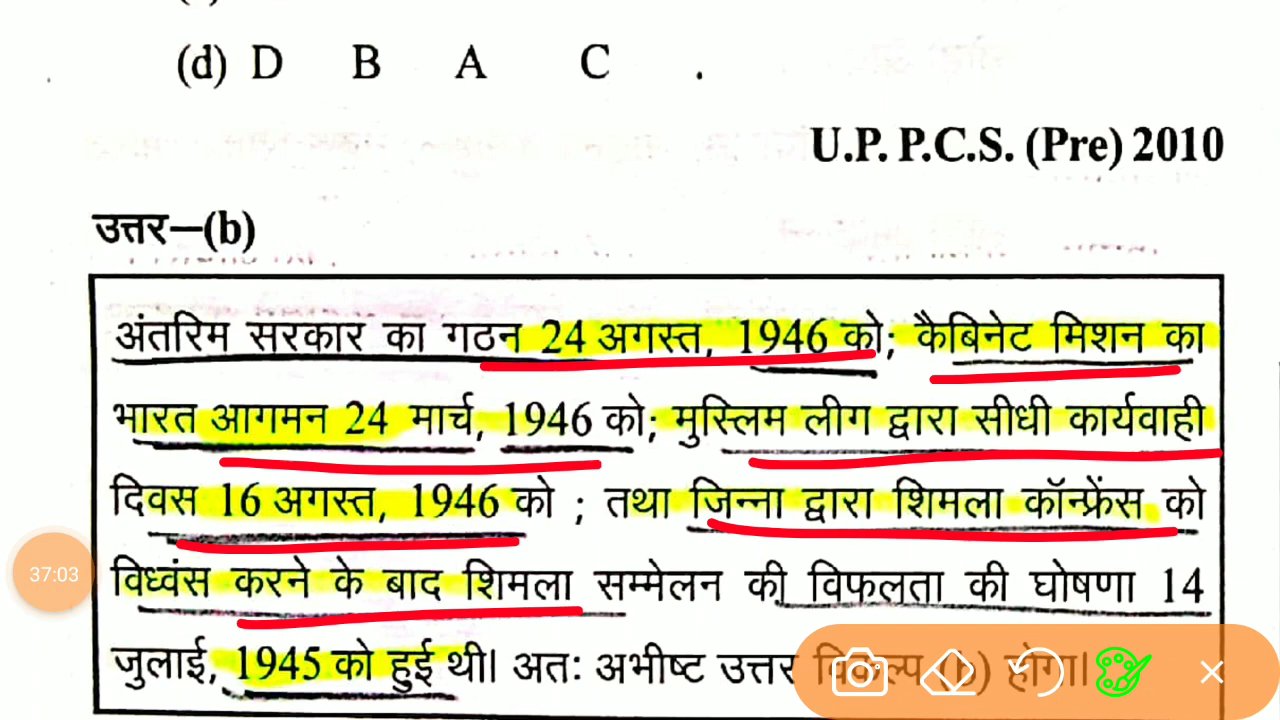 (d) D B A C .
U.P. P.C.S. (Pre) 2010
उत्तर–(b)
अंतरिम सरकार का गठन 24 अगस्त, 1946 को; कैबिनेट मिशन का
भारत आगमन 24 मार्च, 1946 को; मुस्लिम लीग द्वारा सीधी कार्यवाही
दिवस 16 अगस्त, 1946 को ; तथा जिन्ना द्वारा शिमला कॉन्फ्रेंस को
विध्वंस करने के बाद शिमला सम्मेलन की विफलता की घोषणा 14
जुलाई, 1945 को हुई थी। अतः अभीष्ट उत्तर विकल्प (b) होगा।
37:03